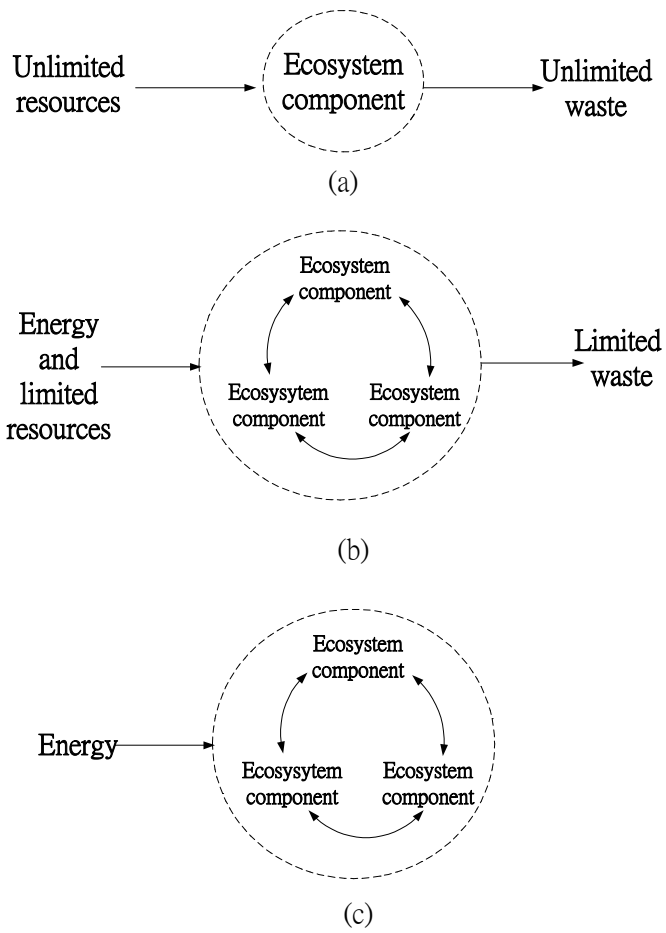 Unlimited
resources
Ecosystem
component
Unlimited
waste
(a)
Energy
and
limited
resources
Ecosystem
component
Ecosysytem
component
Ecosystem
component
Limited
waste
(b)
Energy
Ecosystem
component
Ecosysytem
component
Ecosystem
component
(c)